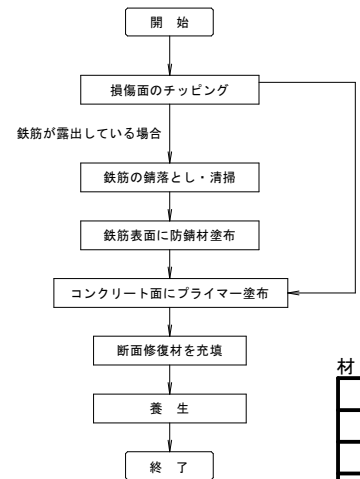 開 始
損傷面のチッピング
鉄筋が露出している場合
鉄筋の錆落とし・清掃
鉄筋表面に防錆材塗布
コンクリート面にプライマー塗布
断面修復材を充填
養 生
終 了
材